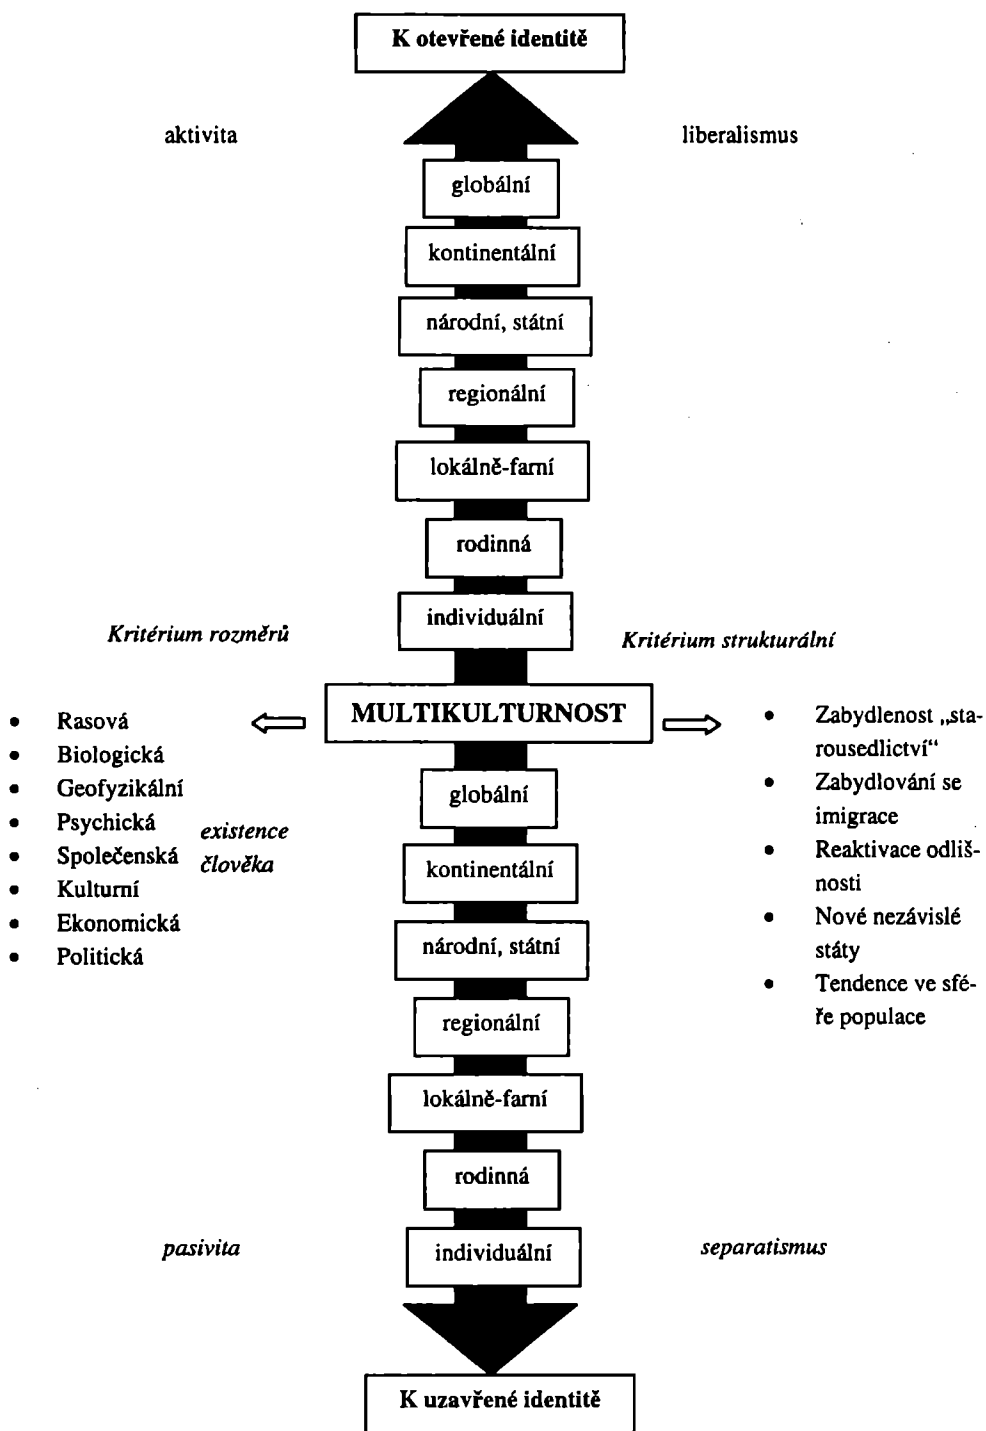 K otevřené identitě
aktivita
liberalismus
globální
kontinentální
národní, státní
regionální
lokálně-farní
rodinná
individuální
Kritérium rozměrů
Kritérium strukturální
MULTIKULTURNOST
• Rasová
• Biologická
• Geofyzikální
• Psychická
• Společenská
• Kulturní
• Ekonomická
• Politická
existence
člověka
• Zabydlenost „sta-
rousedlictví“
• Zabydlování se
imigrace
• Reaktivace odliš-
nosti
• Nové nezávislé
státy
• Tendence ve sfé-
ře populace
globální
kontinentální
národní, státní
regionální
lokálně-farní
rodinná
individuální
pasivita
separatismus
K uzavřené identitě